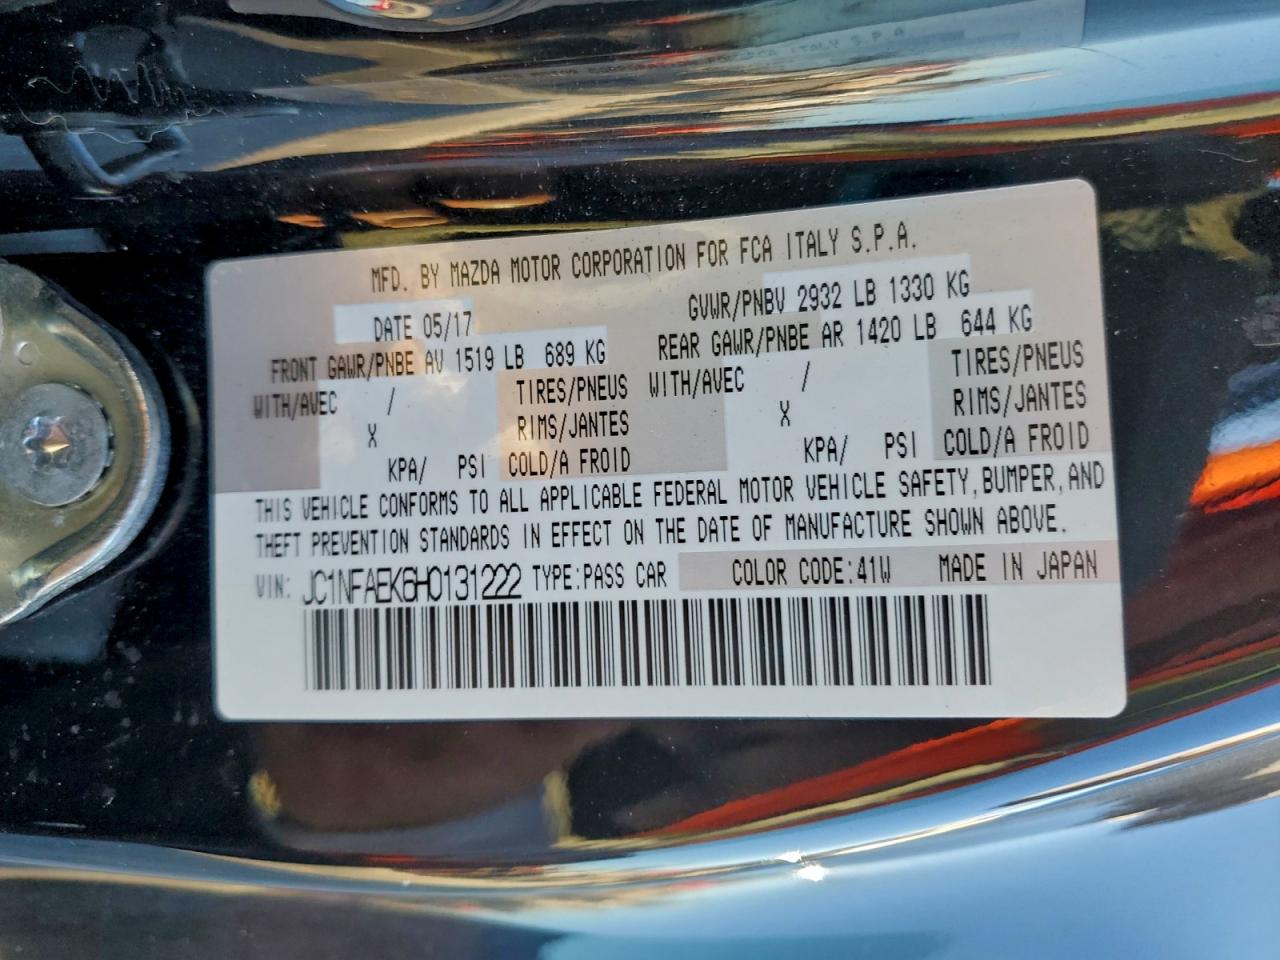 MFD. BY MAZDA MOTOR CORPORATION FOR FCA ITALY S.P.A.
DATE 05/17 GVWR/PNBV 2932 LB 1330 KG
FRONT GAWR/PNBE AV 1519 LB 689 KG REAR GAWR/PNBE AR 1420 LB 644 KG
WITH/AVEC / TIRES/PNEUS WITH/AVEC / TIRES/PNEUS
X RIMS/JANTES X RIMS/JANTES
KPA/ PSI COLD/A FROID KPA/ PSI COLD/A FROID
THIS VEHICLE CONFORMS TO ALL APPLICABLE FEDERAL MOTOR VEHICLE SAFETY, BUMPER, AND
THEFT PREVENTION STANDARDS IN EFFECT ON THE DATE OF MANUFACTURE SHOWN ABOVE.
VIN: JC1NFAEK6H0131222 TYPE:PASS CAR COLOR CODE:41W MADE IN JAPAN